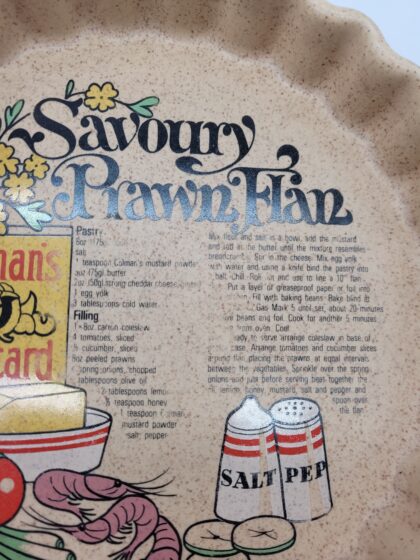 Savoury
Prawn Flan
man's
tard
Pastry
6oz (175
salt
1 teaspoon Colman's mustard powder
3oz (75g) butter
2oz (50g) strong cheddar cheese
1 egg yolk
3 tablespoons cold water
Filling
1 × 8oz carton coleslaw
4 tomatoes, sliced
½ cucumber, sliced
8oz peeled prawns
4 spring onions, chopped
tablespoons olive oil
½ tablespoons lemon
½ teaspoon honey
1 teaspoon Colman
mustard powder
salt, pepper
Mix flour and salt in a bowl, add the mustard
and rub in the butter until the mixture resembles
breadcrumbs. Stir in the cheese. Mix egg yolk
with water and using a knife bind the pastry into
ball, chill. Roll out and use to line a 10" flan
Put a layer of greaseproof paper or foil into
Fill with baking beans. Bake blind at
Gas Mark 5 until set, about 20 minutes
beans and foil. Cook for another 5 minutes
from oven. Cool
ready to serve arrange coleslaw in base of
case. Arrange tomatoes and cucumber slices
around flan placing the prawns at equal intervals
between the vegetables. Sprinkle over the spring
onions and just before serving beat together the
oil, lemon, honey, mustard, salt and pepper and
spoon over
the flan
SALT PEP